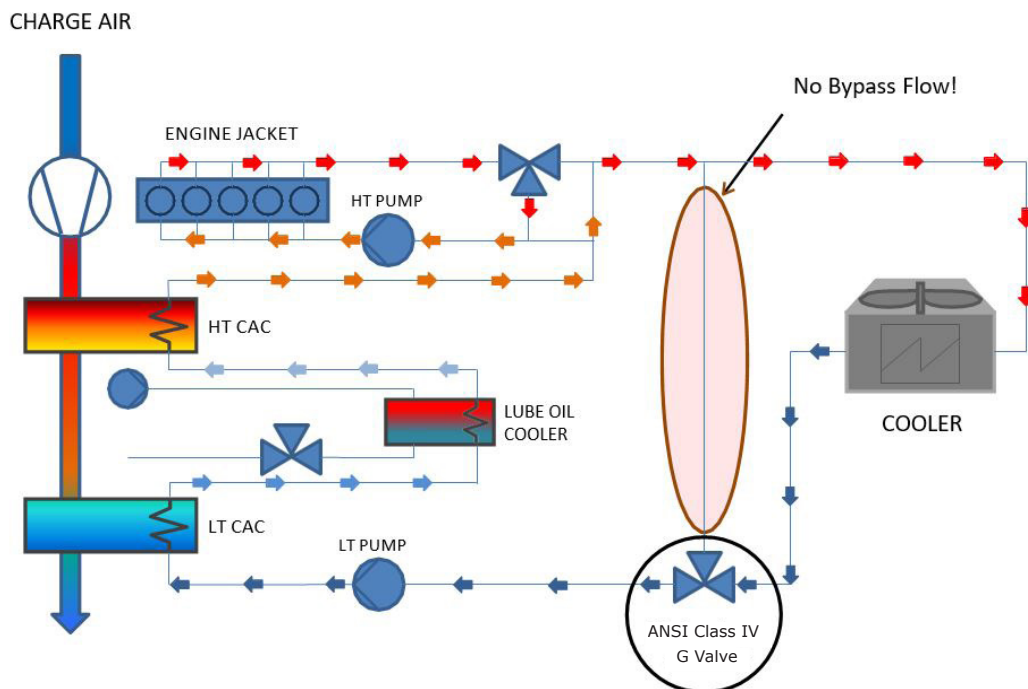 CHARGE AIR
No Bypass Flow!
ENGINE JACKET
HT PUMP
HT CAC
LUBE OIL
COOLER
COOLER
LT CAC
LT PUMP
ANSI Class IV
G Valve